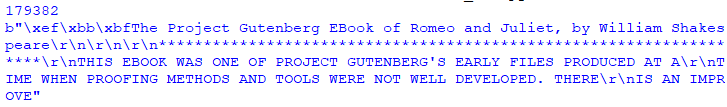 179382
b"\xef\xbb\xbfThe Project Gutenberg EBook of Romeo and Juliet, by William Shakes
peare\r\n\r\n\r\n***************************************************************
****\r\nTHIS EBOOK WAS ONE OF PROJECT GUTENBERG'S EARLY FILES PRODUCED AT A\r\nT
IME WHEN PROOFING METHODS AND TOOLS WERE NOT WELL DEVELOPED. THERE\r\nIS AN IMPR
OVE"